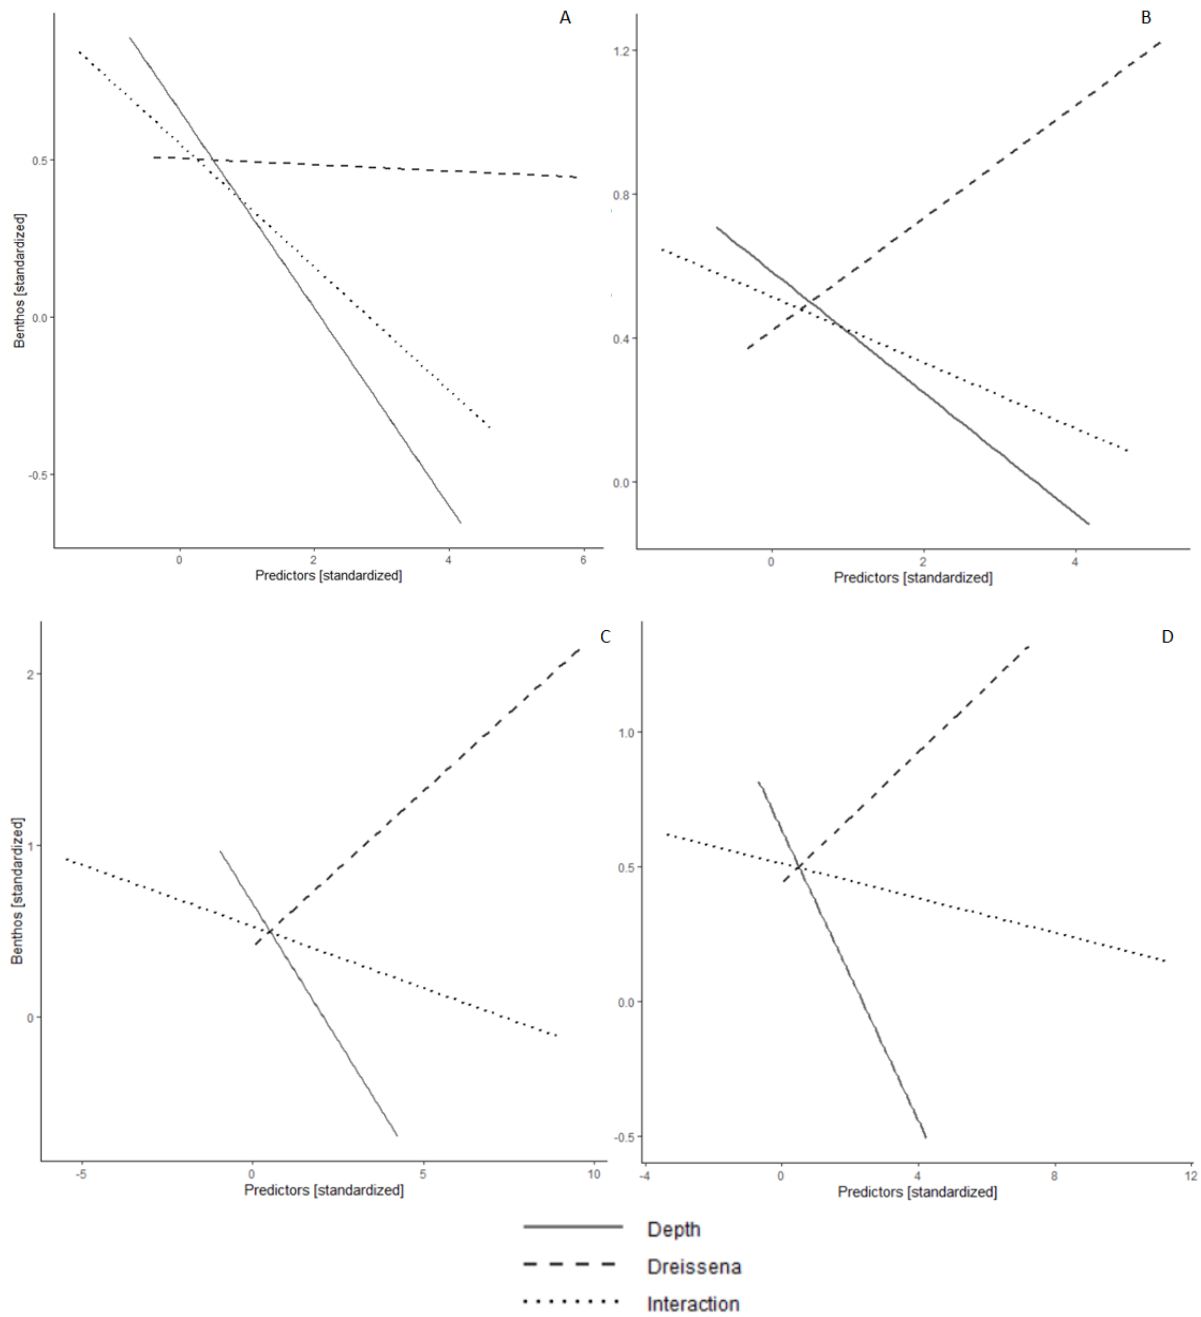 A
0.5
0.0
-0.5
Benthos [standardized]
0
2
4
6
Predictors [standardized]
B
1.2
0.8
0.4
0.0
0
2
4
Predictors [standardized]
C
2
1
0
Benthos [standardized]
-5
0
5
10
Predictors [standardized]
D
1.0
0.5
0.0
-0.5
-4
0
4
8
12
Predictors [standardized]
Depth
Dreissena
Interaction